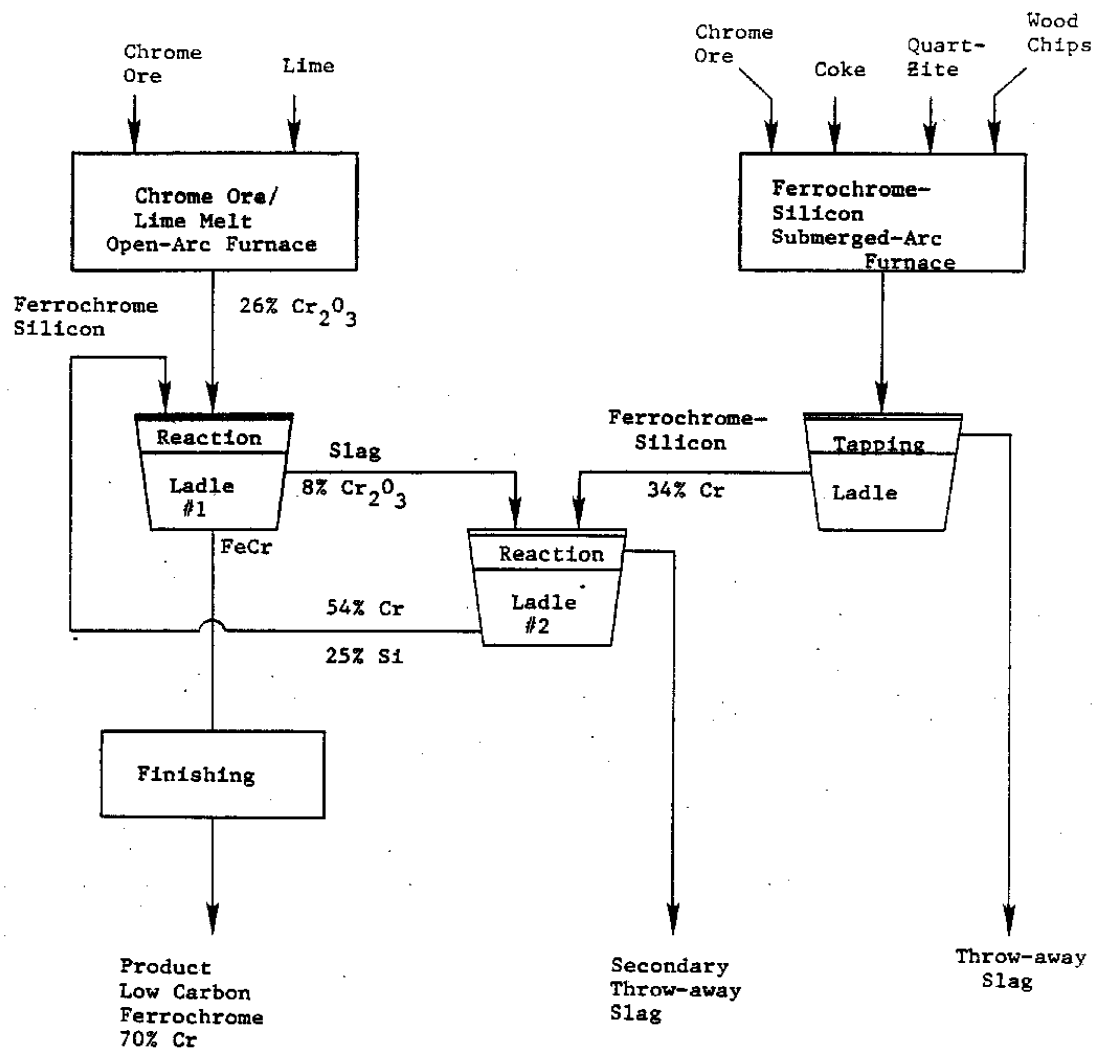 Chrome
Ore
Lime
Chrome
Ore
Coke
Quart-
Zite
Wood
Chips
Chrome Ore/
Lime Melt
Open-Arc Furnace
Ferrochrome-
Silicon
Submerged-Arc
Furnace
Ferrochrome
Silicon
26% Cr2O3
Reaction
Ladle
#1
Slag
8% Cr2O3
Ferrochrome-
Silicon
34% Cr
Tapping
Ladle
FeCr
Reaction
Ladle
#2
54% Cr
25% Si
Finishing
Product
Low Carbon
Ferrochrome
70% Cr
Secondary
Throw-away
Slag
Throw-away
Slag